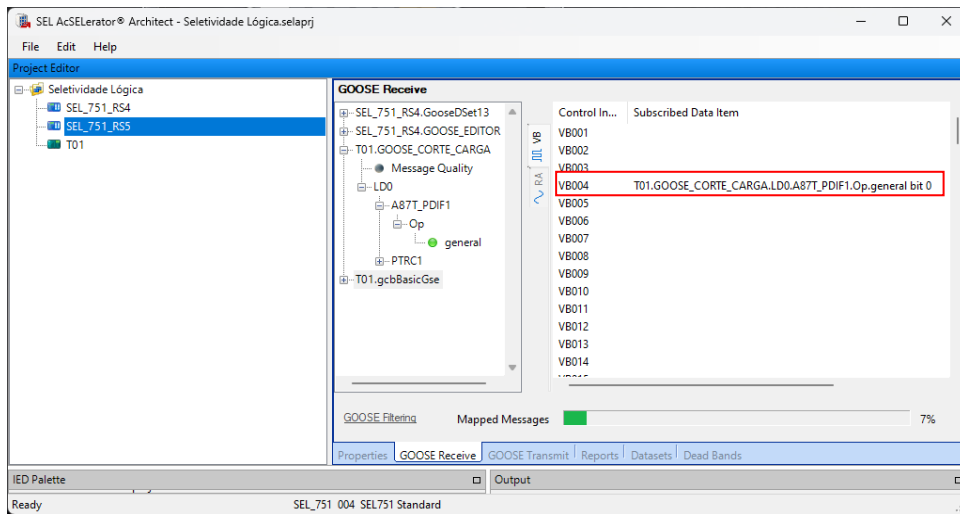 SEL AcSELerator® Architect - Seletividade Lógica.selaprj
File Edit Help
Project Editor
Seletividade Lógica
SEL_751_RS4
SEL_751_RS5
T01
GOOSE Receive
SEL_751_RS4.GooseDSet13
SEL_751_RS4.GOOSE_EDITOR
T01.GOOSE_CORTE_CARGA
Message Quality
LD0
A87T_PDIF1
Op
general
PTRC1
T01.gcbBasicGse
VB
RA
Control In... Subscribed Data Item
VB001
VB002
VB003
VB004 T01.GOOSE_CORTE_CARGA.LD0.A87T_PDIF1.Op.general bit 0
VB005
VB006
VB007
VB008
VB009
VB010
VB011
VB012
VB013
VB014
GOOSE Filtering Mapped Messages 7%
Properties GOOSE Receive GOOSE Transmit Reports Datasets Dead Bands
IED Palette Output
Ready SEL_751 004 SEL751 Standard